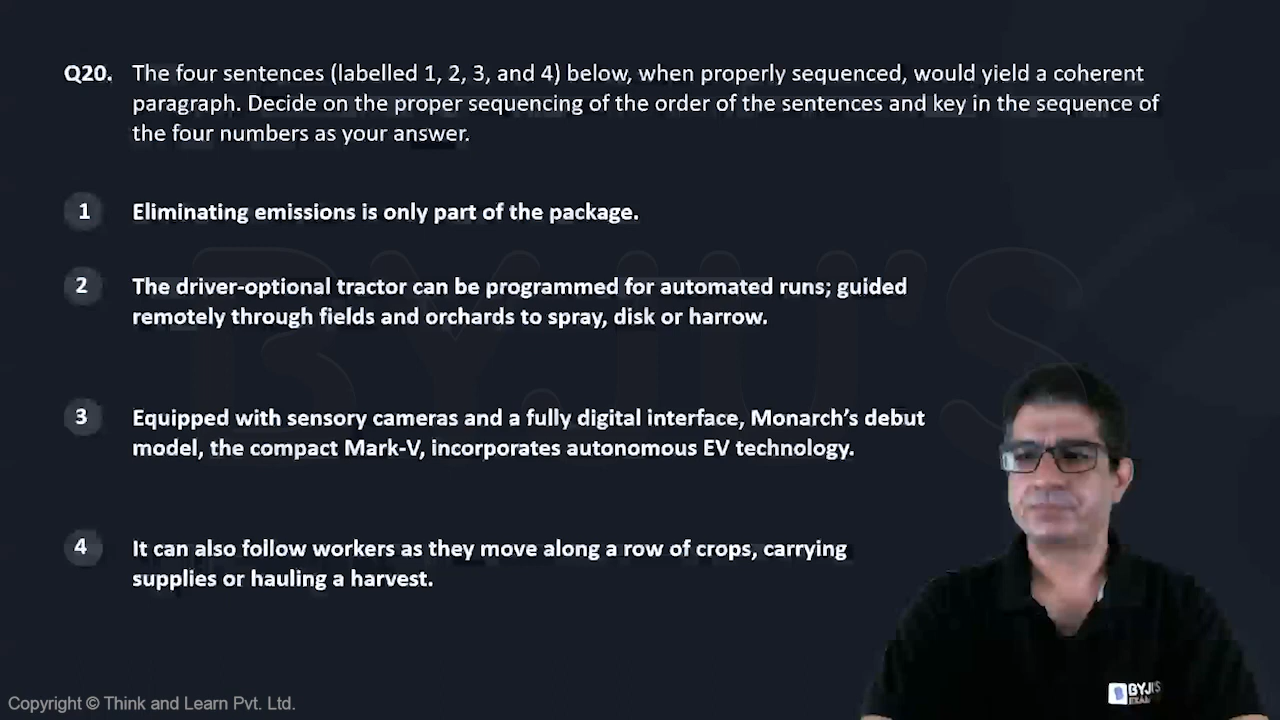 Q20. The four sentences (labelled 1, 2, 3, and 4) below, when properly sequenced, would yield a coherent
paragraph. Decide on the proper sequencing of the order of the sentences and key in the sequence of
the four numbers as your answer.
1 Eliminating emissions is only part of the package.
2 The driver-optional tractor can be programmed for automated runs; guided
remotely through fields and orchards to spray, disk or harrow.
3 Equipped with sensory cameras and a fully digital interface, Monarch’s debut
model, the compact Mark-V, incorporates autonomous EV technology.
4 It can also follow workers as they move along a row of crops, carrying
supplies or hauling a harvest.
BYJU'S
BYJU'S
EXAM
Copyright © Think and Learn Pvt. Ltd.